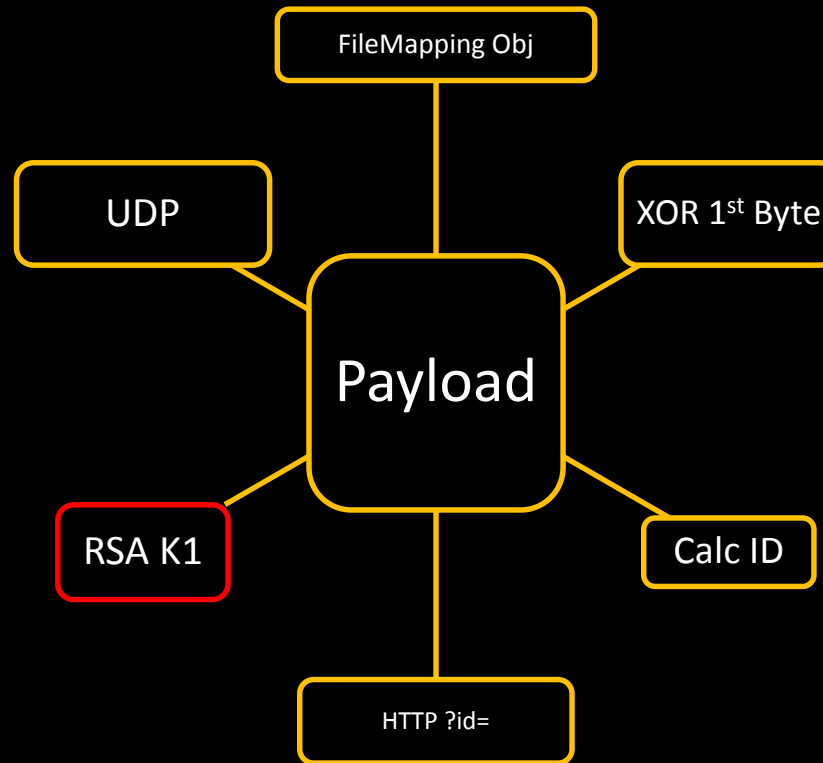 FileMapping Obj
UDP
XOR 1st Byte
Payload
RSA K1
Calc ID
HTTP ?id=